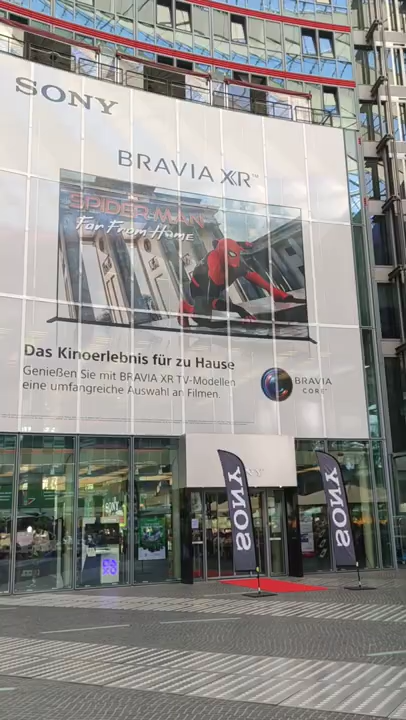 SONY
BRAVIA XR™
SPIDER-MAN
Far From Home
Das Kinoerlebnis für zu Hause
Genießen Sie mit BRAVIA XR TV-Modellen
eine umfangreiche Auswahl an Filmen.
BRAVIA
CORE
SONY
SONY